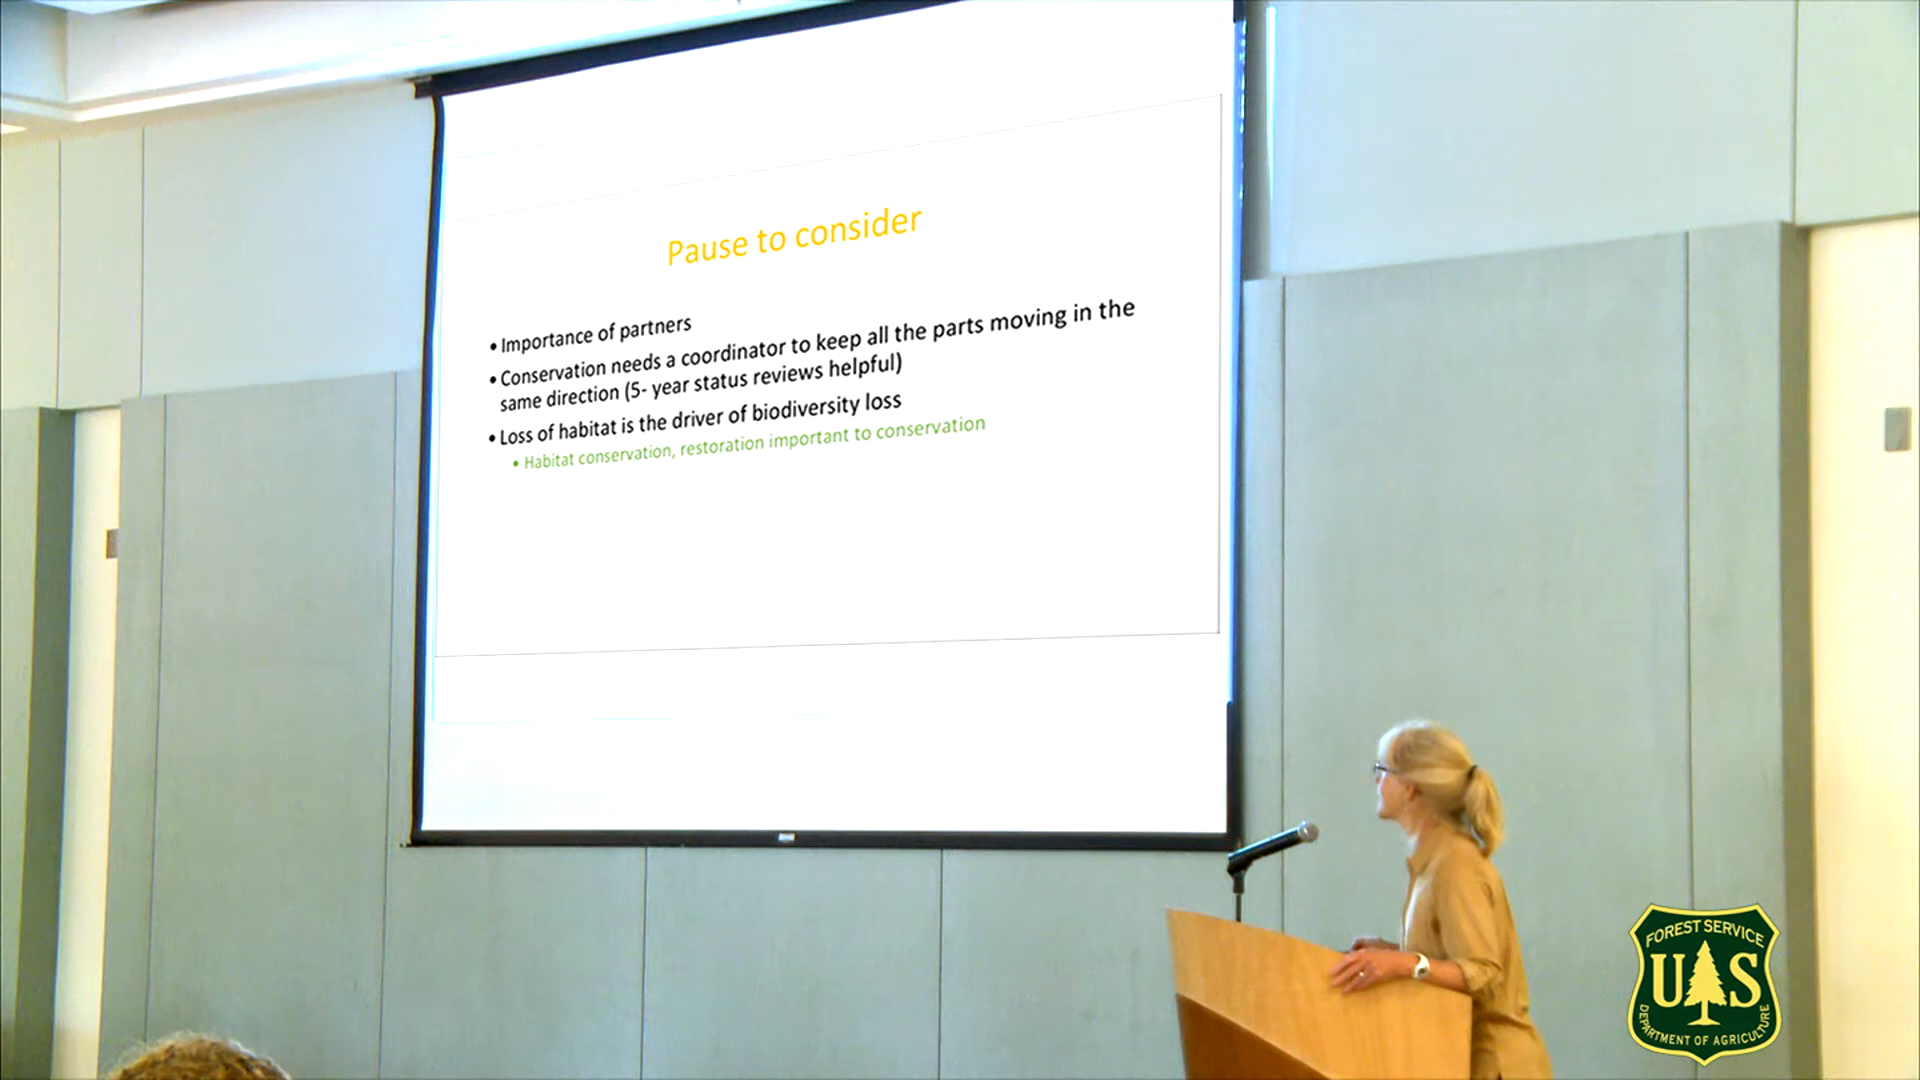 Pause to consider
• Importance of partners
• Conservation needs a coordinator to keep all the parts moving in the
same direction (5- year status reviews helpful)
• Loss of habitat is the driver of biodiversity loss
• Habitat conservation, restoration important to conservation
FOREST SERVICE
U S
DEPARTMENT OF AGRICULTURE